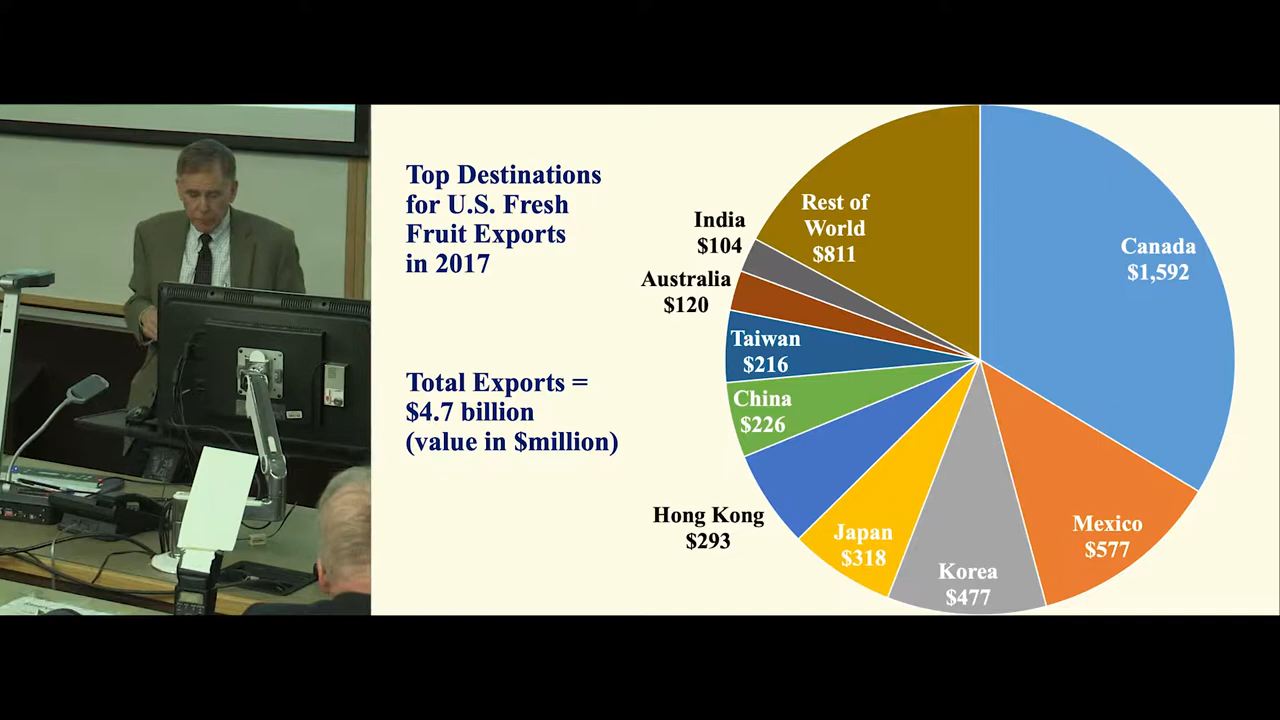 Top Destinations
for U.S. Fresh
Fruit Exports
in 2017
Total Exports =
$4.7 billion
(value in $million)
Canada
$1,592
Mexico
$577
Korea
$477
Japan
$318
Hong Kong
$293
China
$226
Taiwan
$216
Australia
$120
India
$104
Rest of
World
$811